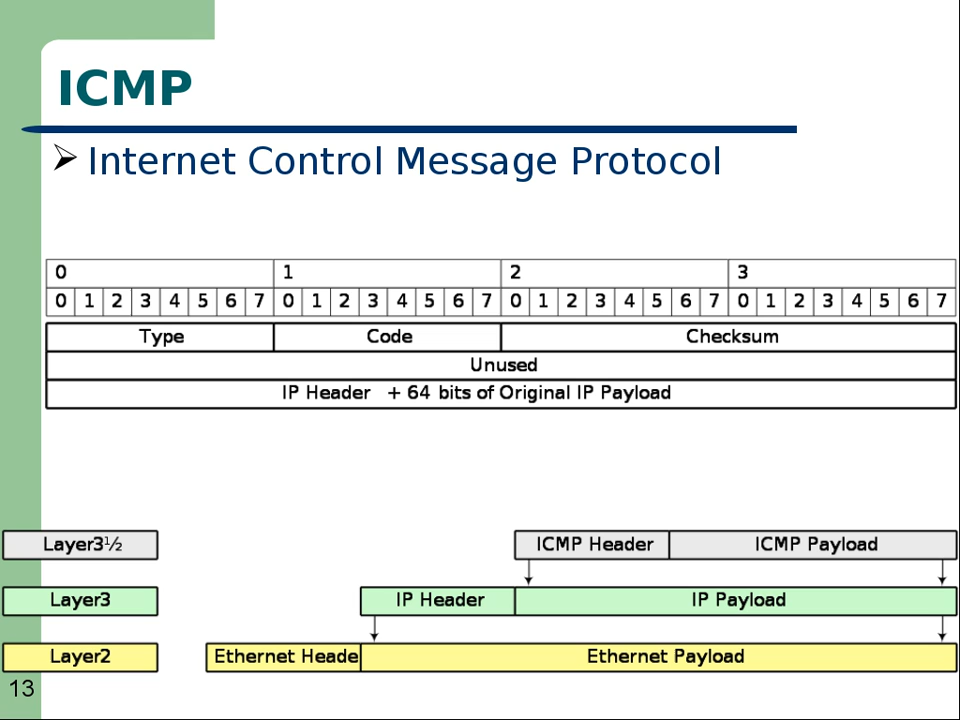 ICMP
Internet Control Message Protocol
0 1 2 3
0 1 2 3 4 5 6 7 0 1 2 3 4 5 6 7 0 1 2 3 4 5 6 7 0 1 2 3 4 5 6 7
Type Code Checksum
Unused
IP Header + 64 bits of Original IP Payload
Layer3½ ICMP Header ICMP Payload
Layer3 IP Header IP Payload
Layer2 Ethernet Heade Ethernet Payload
13